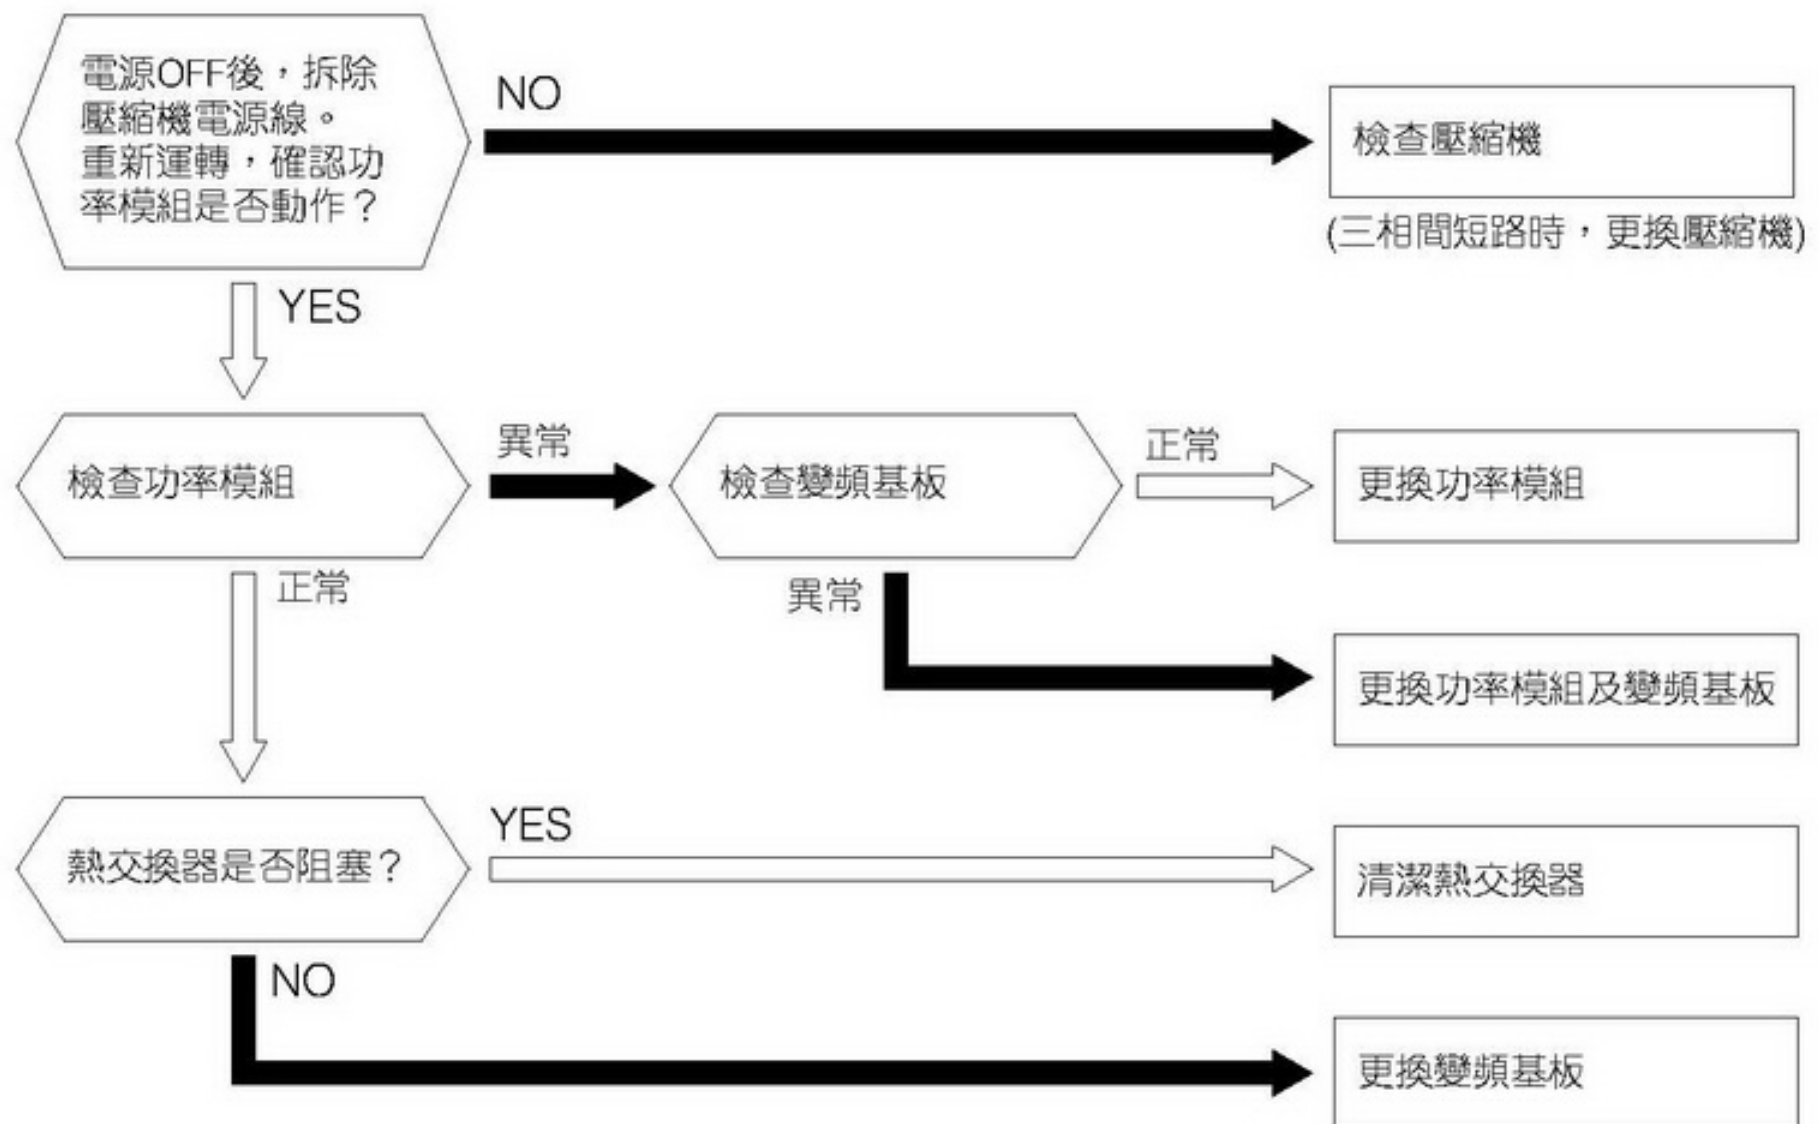 電源OFF後，拆除
壓縮機電源線。
重新運轉，確認功
率模組是否動作？
NO
檢查壓縮機
(三相間短路時，更換壓縮機)
YES
檢查功率模組
異常
檢查變頻基板
正常
更換功率模組
正常
異常
更換功率模組及變頻基板
熱交換器是否阻塞？
YES
清潔熱交換器
NO
更換變頻基板